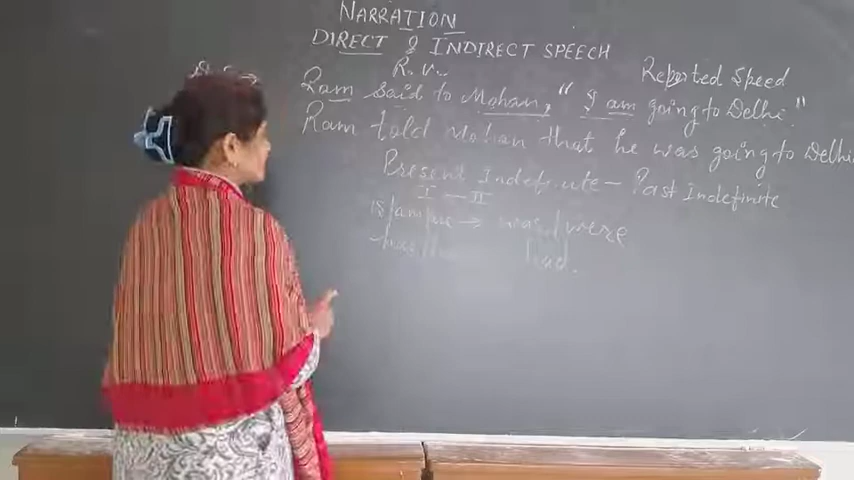 NARRATION
DIRECT & INDIRECT SPEECH
R.V. Reported Speed
Ram said to Mohan, "I am going to Delhi."
Ram told Mohan that he was going to Delhi
Present Indefinite - Past Indefinite
I - II
is/am/are → was/were
had.